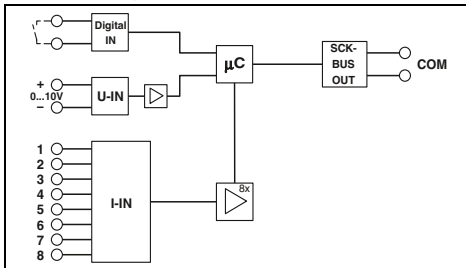 Digital
IN
+
0...10V
−
U-IN
µC
SCK-
BUS
OUT
COM
1
2
3
4
5
6
7
8
I-IN
8x